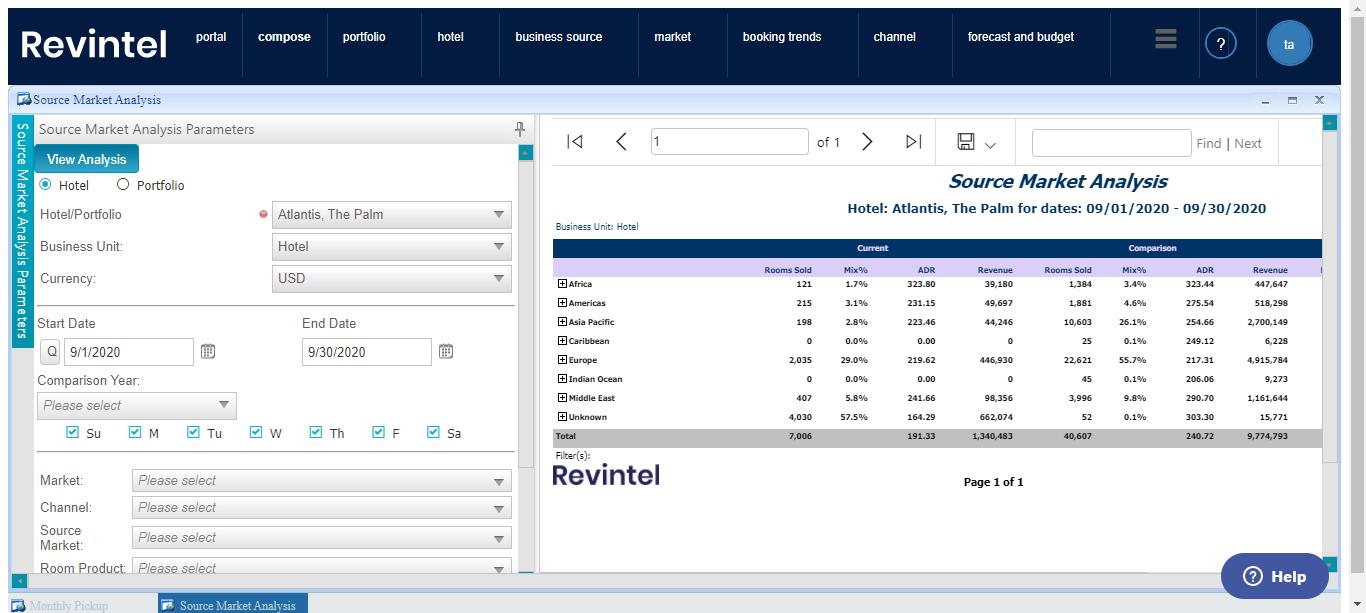 Revintel portal compose portfolio hotel business source market booking trends channel forecast and budget ? ta
Source Market Analysis
Source Market Analysis Parameters
Source Market Analysis Parameters
View Analysis
Hotel Portfolio
Hotel/Portfolio Atlantis, The Palm
Business Unit: Hotel
Currency: USD
Start Date End Date
Q 9/1/2020 9/30/2020
Comparison Year:
Please select
Su M Tu W Th F Sa
Market: Please select
Channel: Please select
Source Market: Please select
Room Product: Please select
1 of 1 Find | Next
Source Market Analysis
Hotel: Atlantis, The Palm for dates: 09/01/2020 - 09/30/2020
Business Unit: Hotel
Current Comparison
Rooms Sold Mix% ADR Revenue Rooms Sold Mix% ADR Revenue
Africa 121 1.7% 323.80 39,180 1,384 3.4% 323.44 447,647
Americas 215 3.1% 231.15 49,697 1,881 4.6% 275.54 518,298
Asia Pacific 198 2.8% 223.46 44,246 10,603 26.1% 254.66 2,700,149
Caribbean 0 0.0% 0.00 0 25 0.1% 249.12 6,228
Europe 2,035 29.0% 219.62 446,930 22,621 55.7% 217.31 4,915,784
Indian Ocean 0 0.0% 0.00 0 45 0.1% 206.06 9,273
Middle East 407 5.8% 241.66 98,356 3,996 9.8% 290.70 1,161,644
Unknown 4,030 57.5% 164.29 662,074 52 0.1% 303.30 15,771
Total 7,006 191.33 1,340,483 40,607 240.72 9,774,793
Filter(s):
Revintel
Page 1 of 1
? Help
Monthly Pickup Source Market Analysis